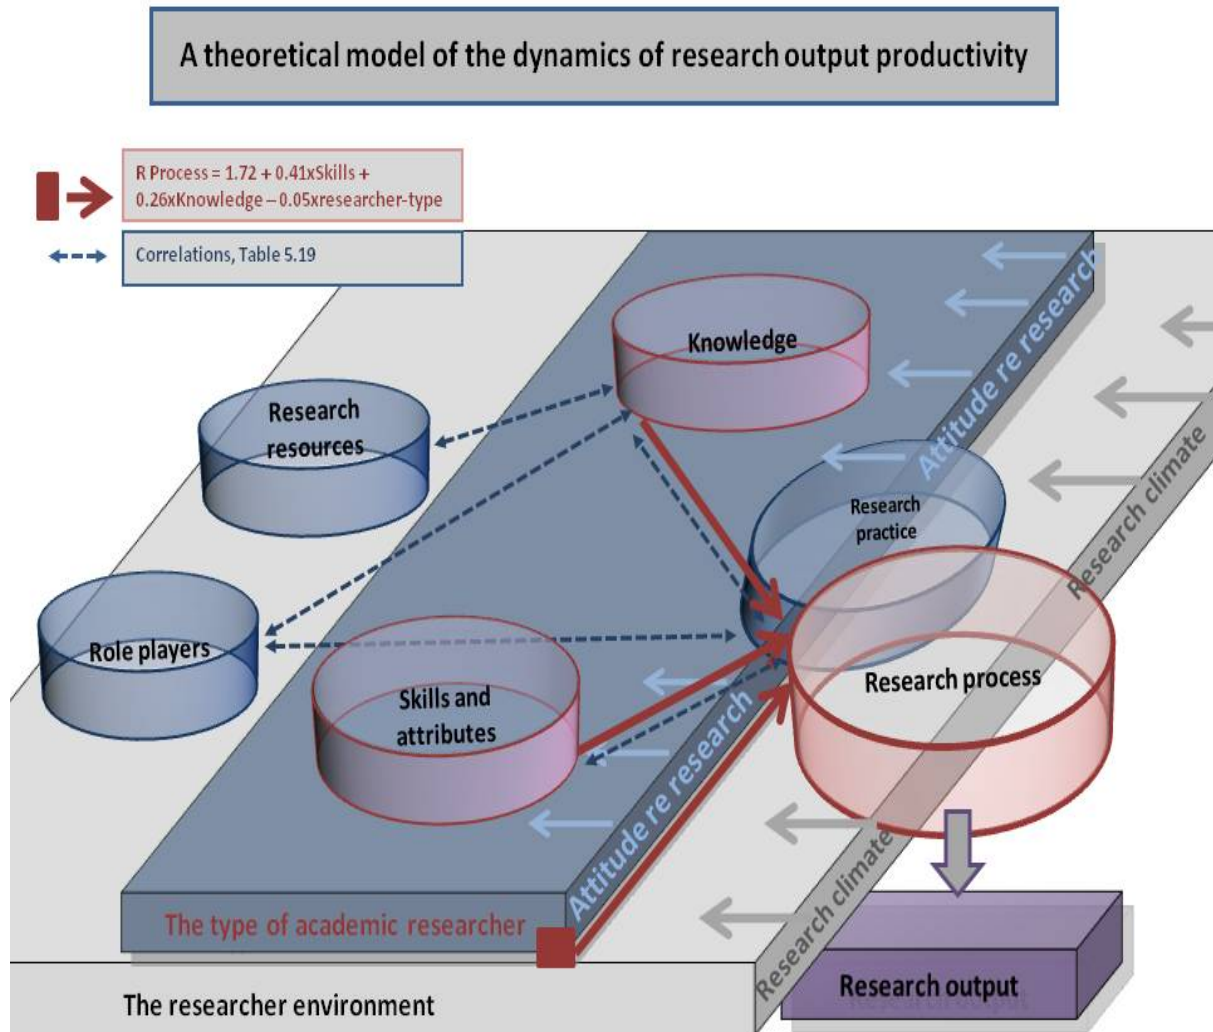 A theoretical model of the dynamics of research output productivity
R Process = 1.72 + 0.41xSkills +
0.26xKnowledge – 0.05xresearcher-type
Correlations, Table 5.19
Knowledge
Attitude re research
Research
resources
Research climate
Research
practice
Role players
Skills and
attributes
Research process
Attitude re research
Research climate
The type of academic researcher
Research output
The researcher environment